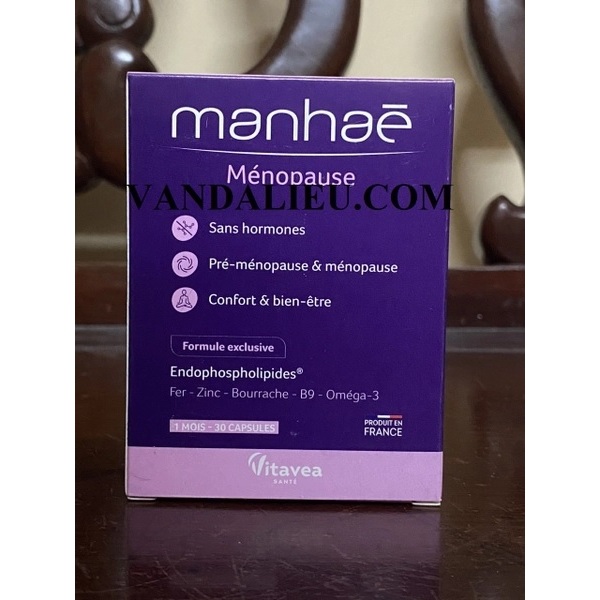 manhaē
Ménopause
VANDALIEU.COM
Sans hormones
Pré-ménopause & ménopause
Confort & bien-être
Formule exclusive
Endophospholipides®
Fer - Zinc - Bourrache - B9 - Oméga-3
1 MOIS - 30 CAPSULES
PRODUIT EN
FRANCE
Vitavea
SANTÉ